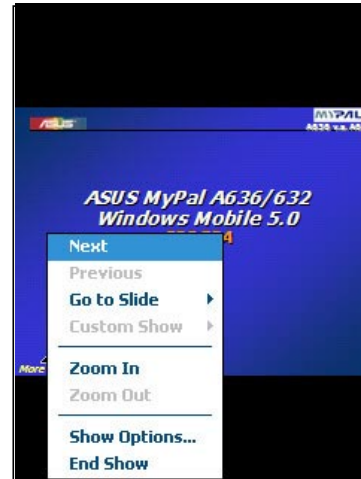 ASUS
MYPAL
ASUS MyPal A636/632
Windows Mobile 5.0
Next
Previous
Go to Slide
Custom Show
More
Zoom In
Zoom Out
Show Options...
End Show